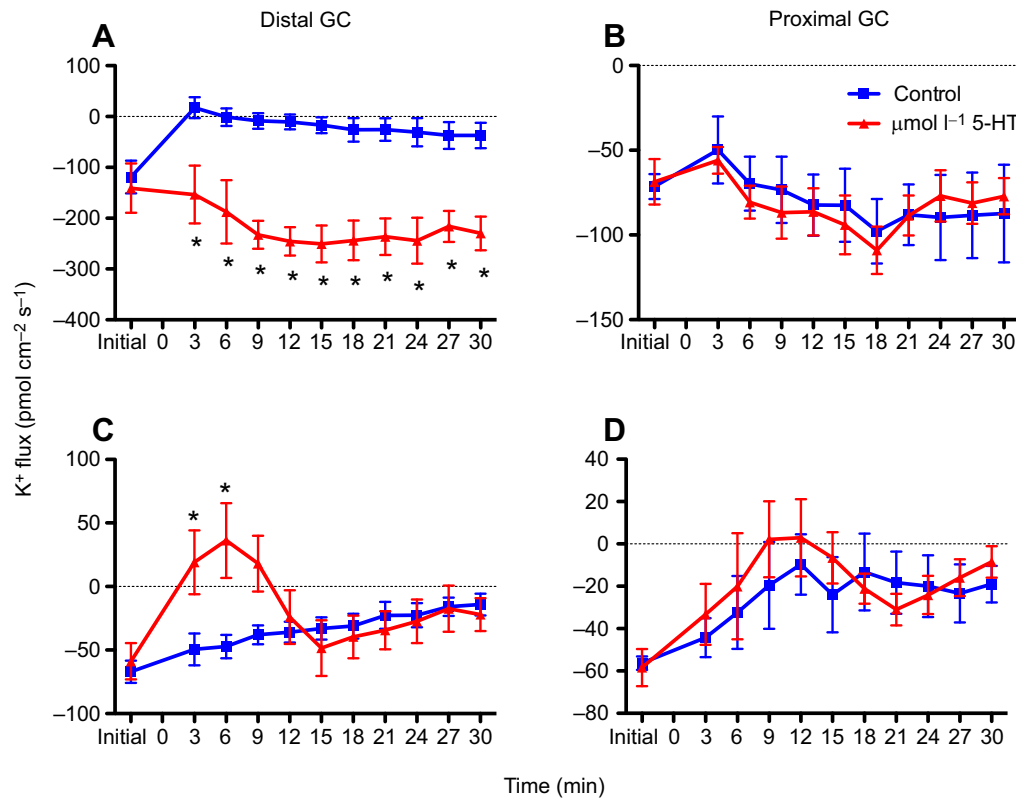 Distal GC
Proximal GC
A
B
100
0
–100
–200
–300
–400
* * * * * * * * * *
Initial 0 3 6 9 12 15 18 21 24 27 30
0
–50
–100
–150
Control
μmol l–1 5-HT
Initial 0 3 6 9 12 15 18 21 24 27 30
K+ flux (pmol cm–2 s–1)
C
D
100
50
0
–50
–100
* *
Initial 0 3 6 9 12 15 18 21 24 27 30
40
20
0
–20
–40
–60
–80
Initial 0 3 6 9 12 15 18 21 24 27 30
Time (min)